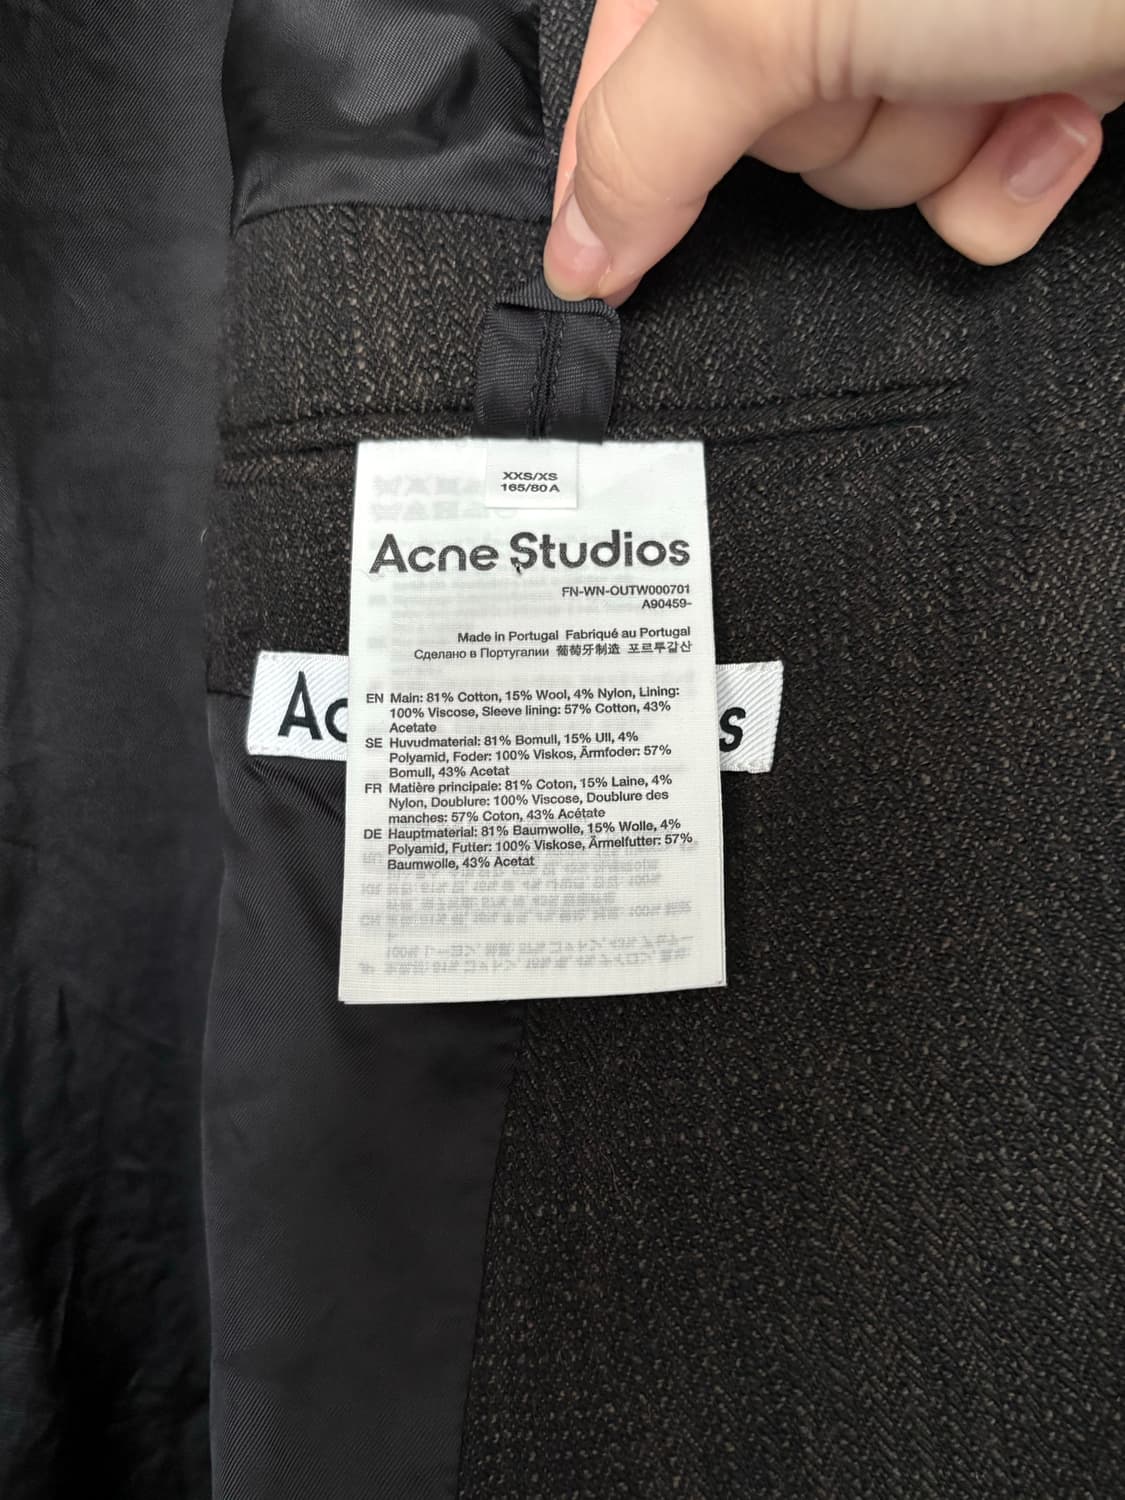 XXS/XS
165/80 A
Acne Studios
FN-WN-OUTW000701
A90459-
Made in Portugal Fabriqué au Portugal
Сделано в Португалии 葡萄牙制造 포르투갈산
EN Main: 81% Cotton, 15% Wool, 4% Nylon, Lining:
100% Viscose, Sleeve lining: 57% Cotton, 43%
Acetate
SE Huvudmaterial: 81% Bomull, 15% Ull, 4%
Polyamid, Foder: 100% Viskos, Ärmfoder: 57%
Bomull, 43% Acetat
FR Matière principale: 81% Coton, 15% Laine, 4%
Nylon, Doublure: 100% Viscose, Doublure des
manches: 57% Coton, 43% Acétate
DE Hauptmaterial: 81% Baumwolle, 15% Wolle, 4%
Polyamid, Futter: 100% Viskose, Ärmelfutter: 57%
Baumwolle, 43% Acetat
Ac
s